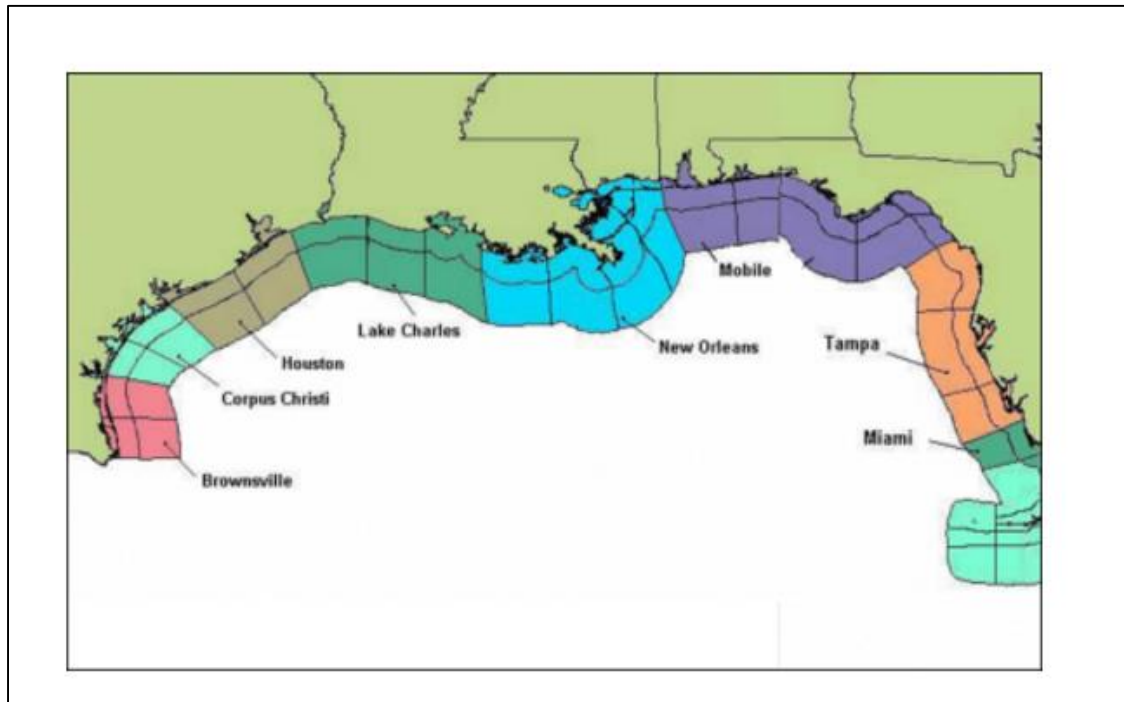 Mobile
Lake Charles
New Orleans
Tampa
Houston
Corpus Christi
Miami
Brownsville